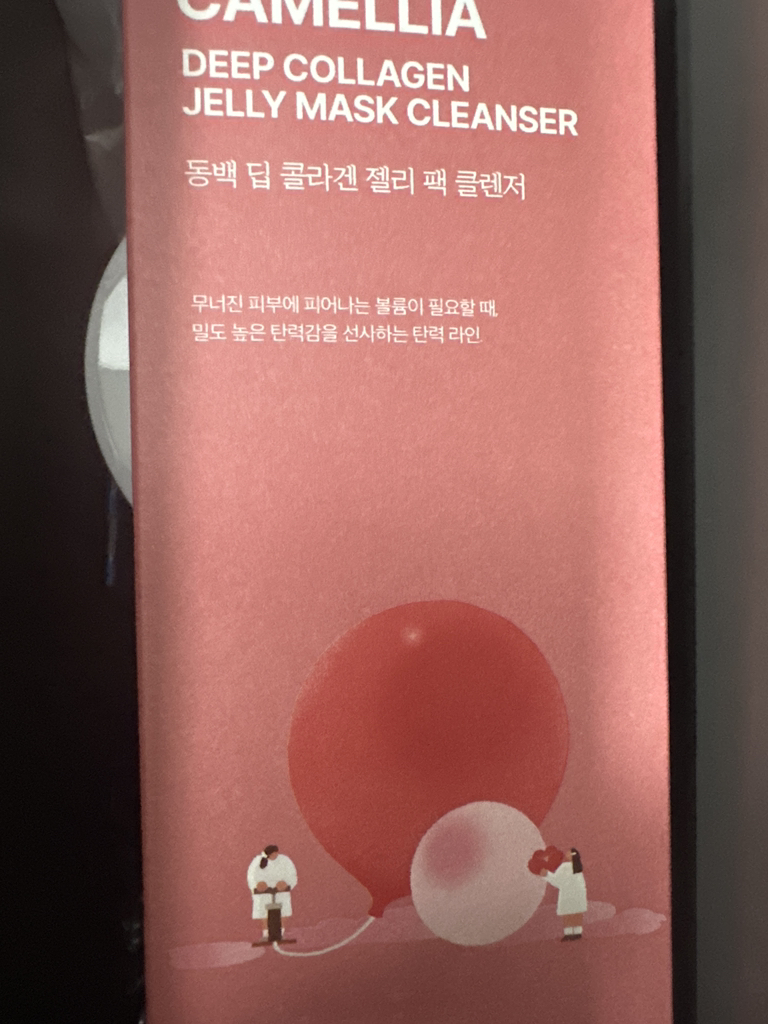 CAMELLIA
DEEP COLLAGEN
JELLY MASK CLEANSER
동백 딥 콜라겐 젤리 팩 클렌저
무너진 피부에 피어나는 볼륨이 필요할 때,
밀도 높은 탄력감을 선사하는 탄력 라인